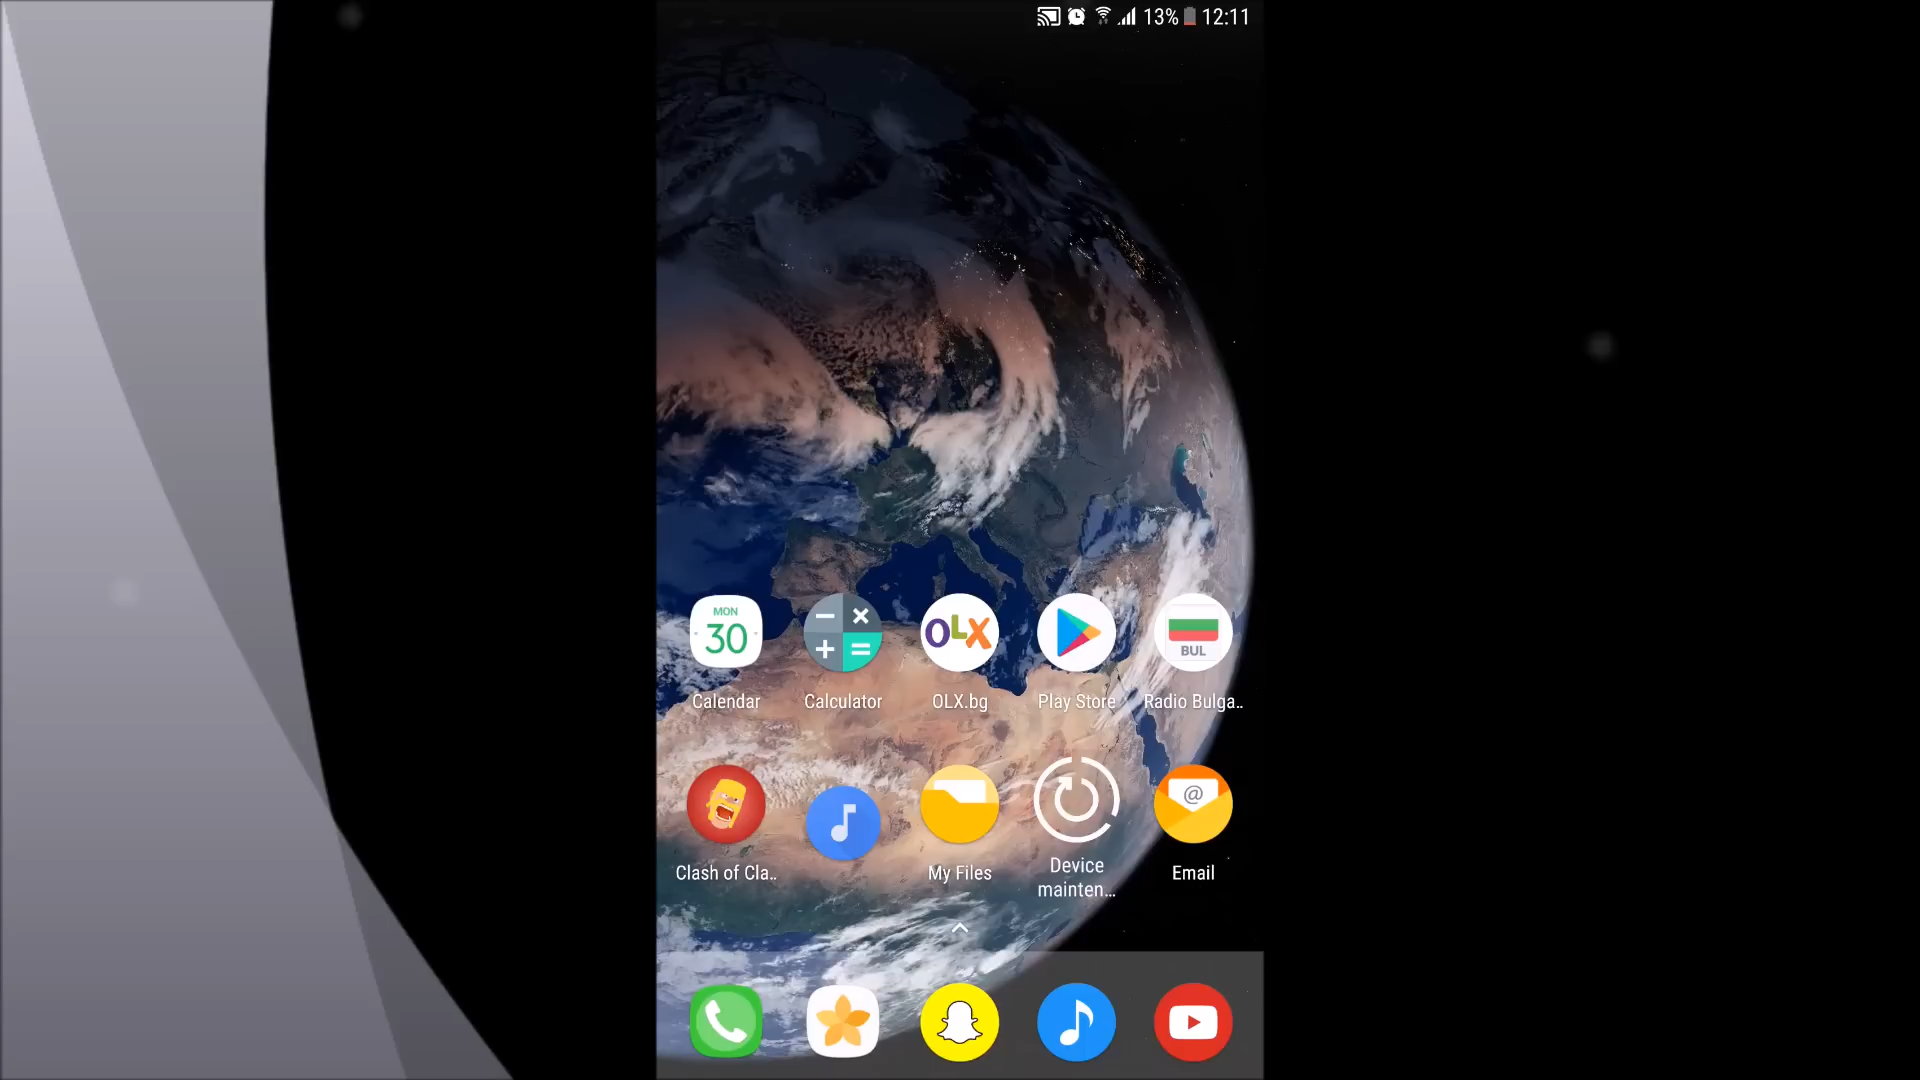 13% 12:11
MON
30
OLX
BUL
Calendar Calculator OLX.bg Play Store Radio Bulga..
@
Clash of Cla.. My Files Device mainten... Email